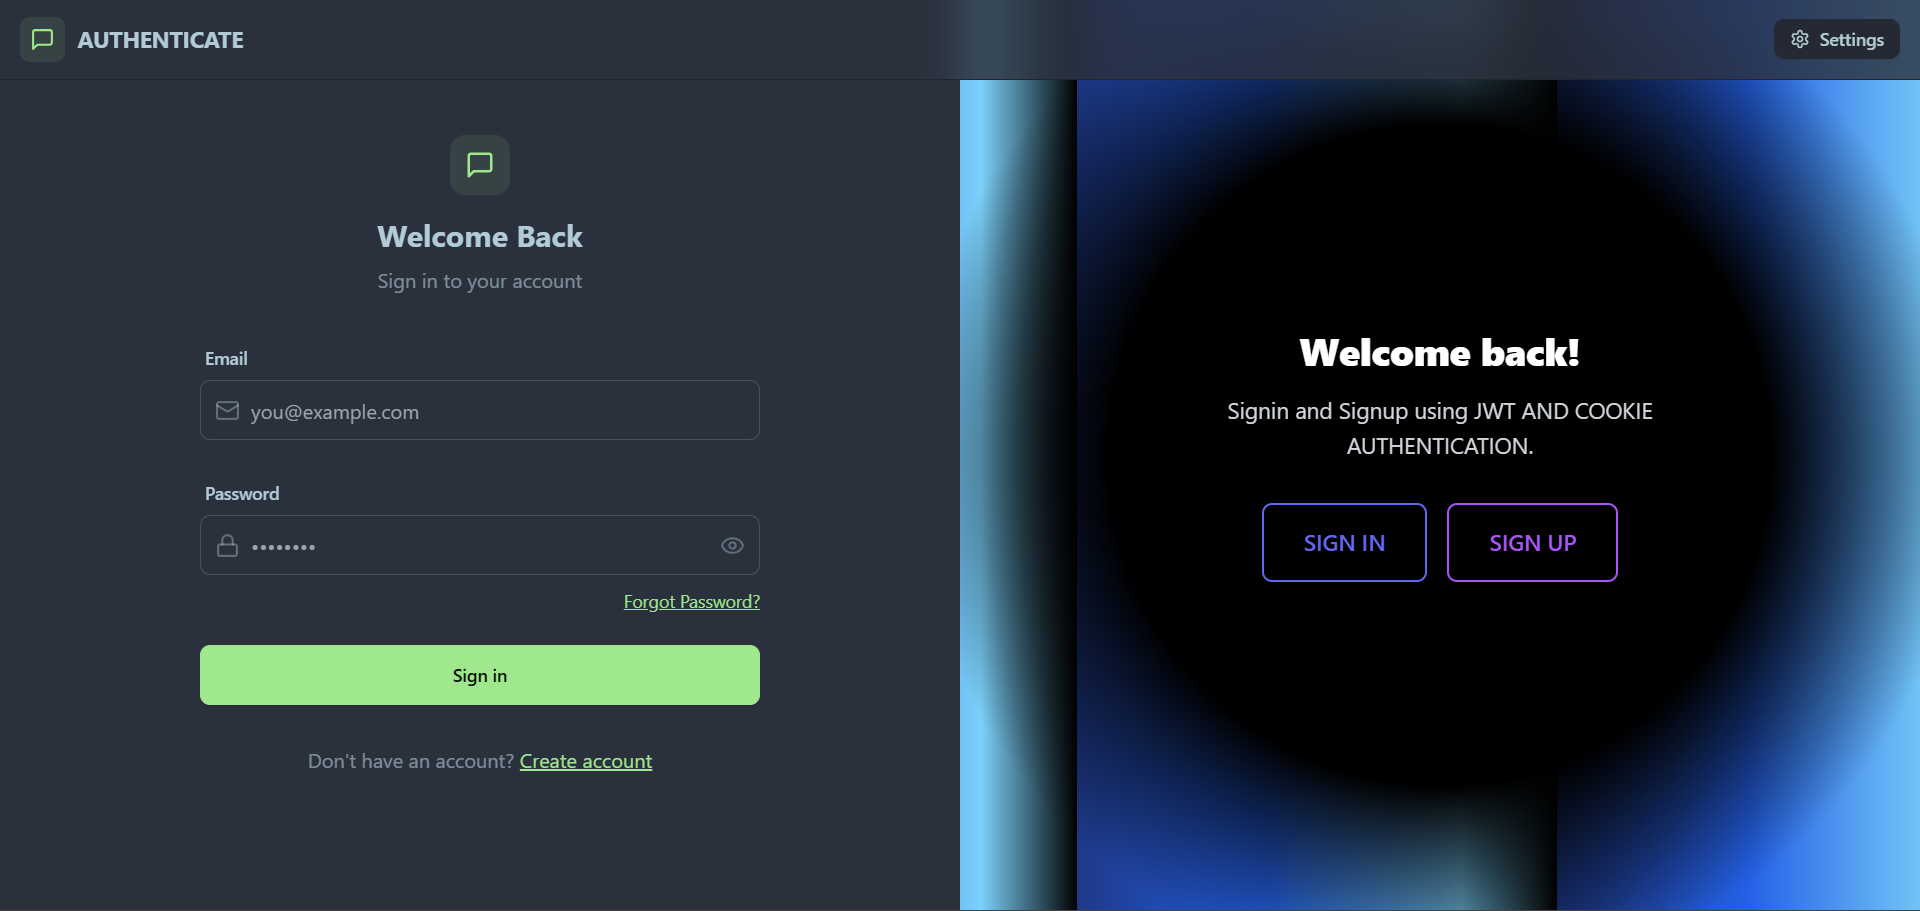 AUTHENTICATE
Settings
Welcome Back
Sign in to your account
Email
you@example.com
Password
••••••••
Forgot Password?
Sign in
Don't have an account? Create account
Welcome back!
Signin and Signup using JWT AND COOKIE
AUTHENTICATION.
SIGN IN
SIGN UP